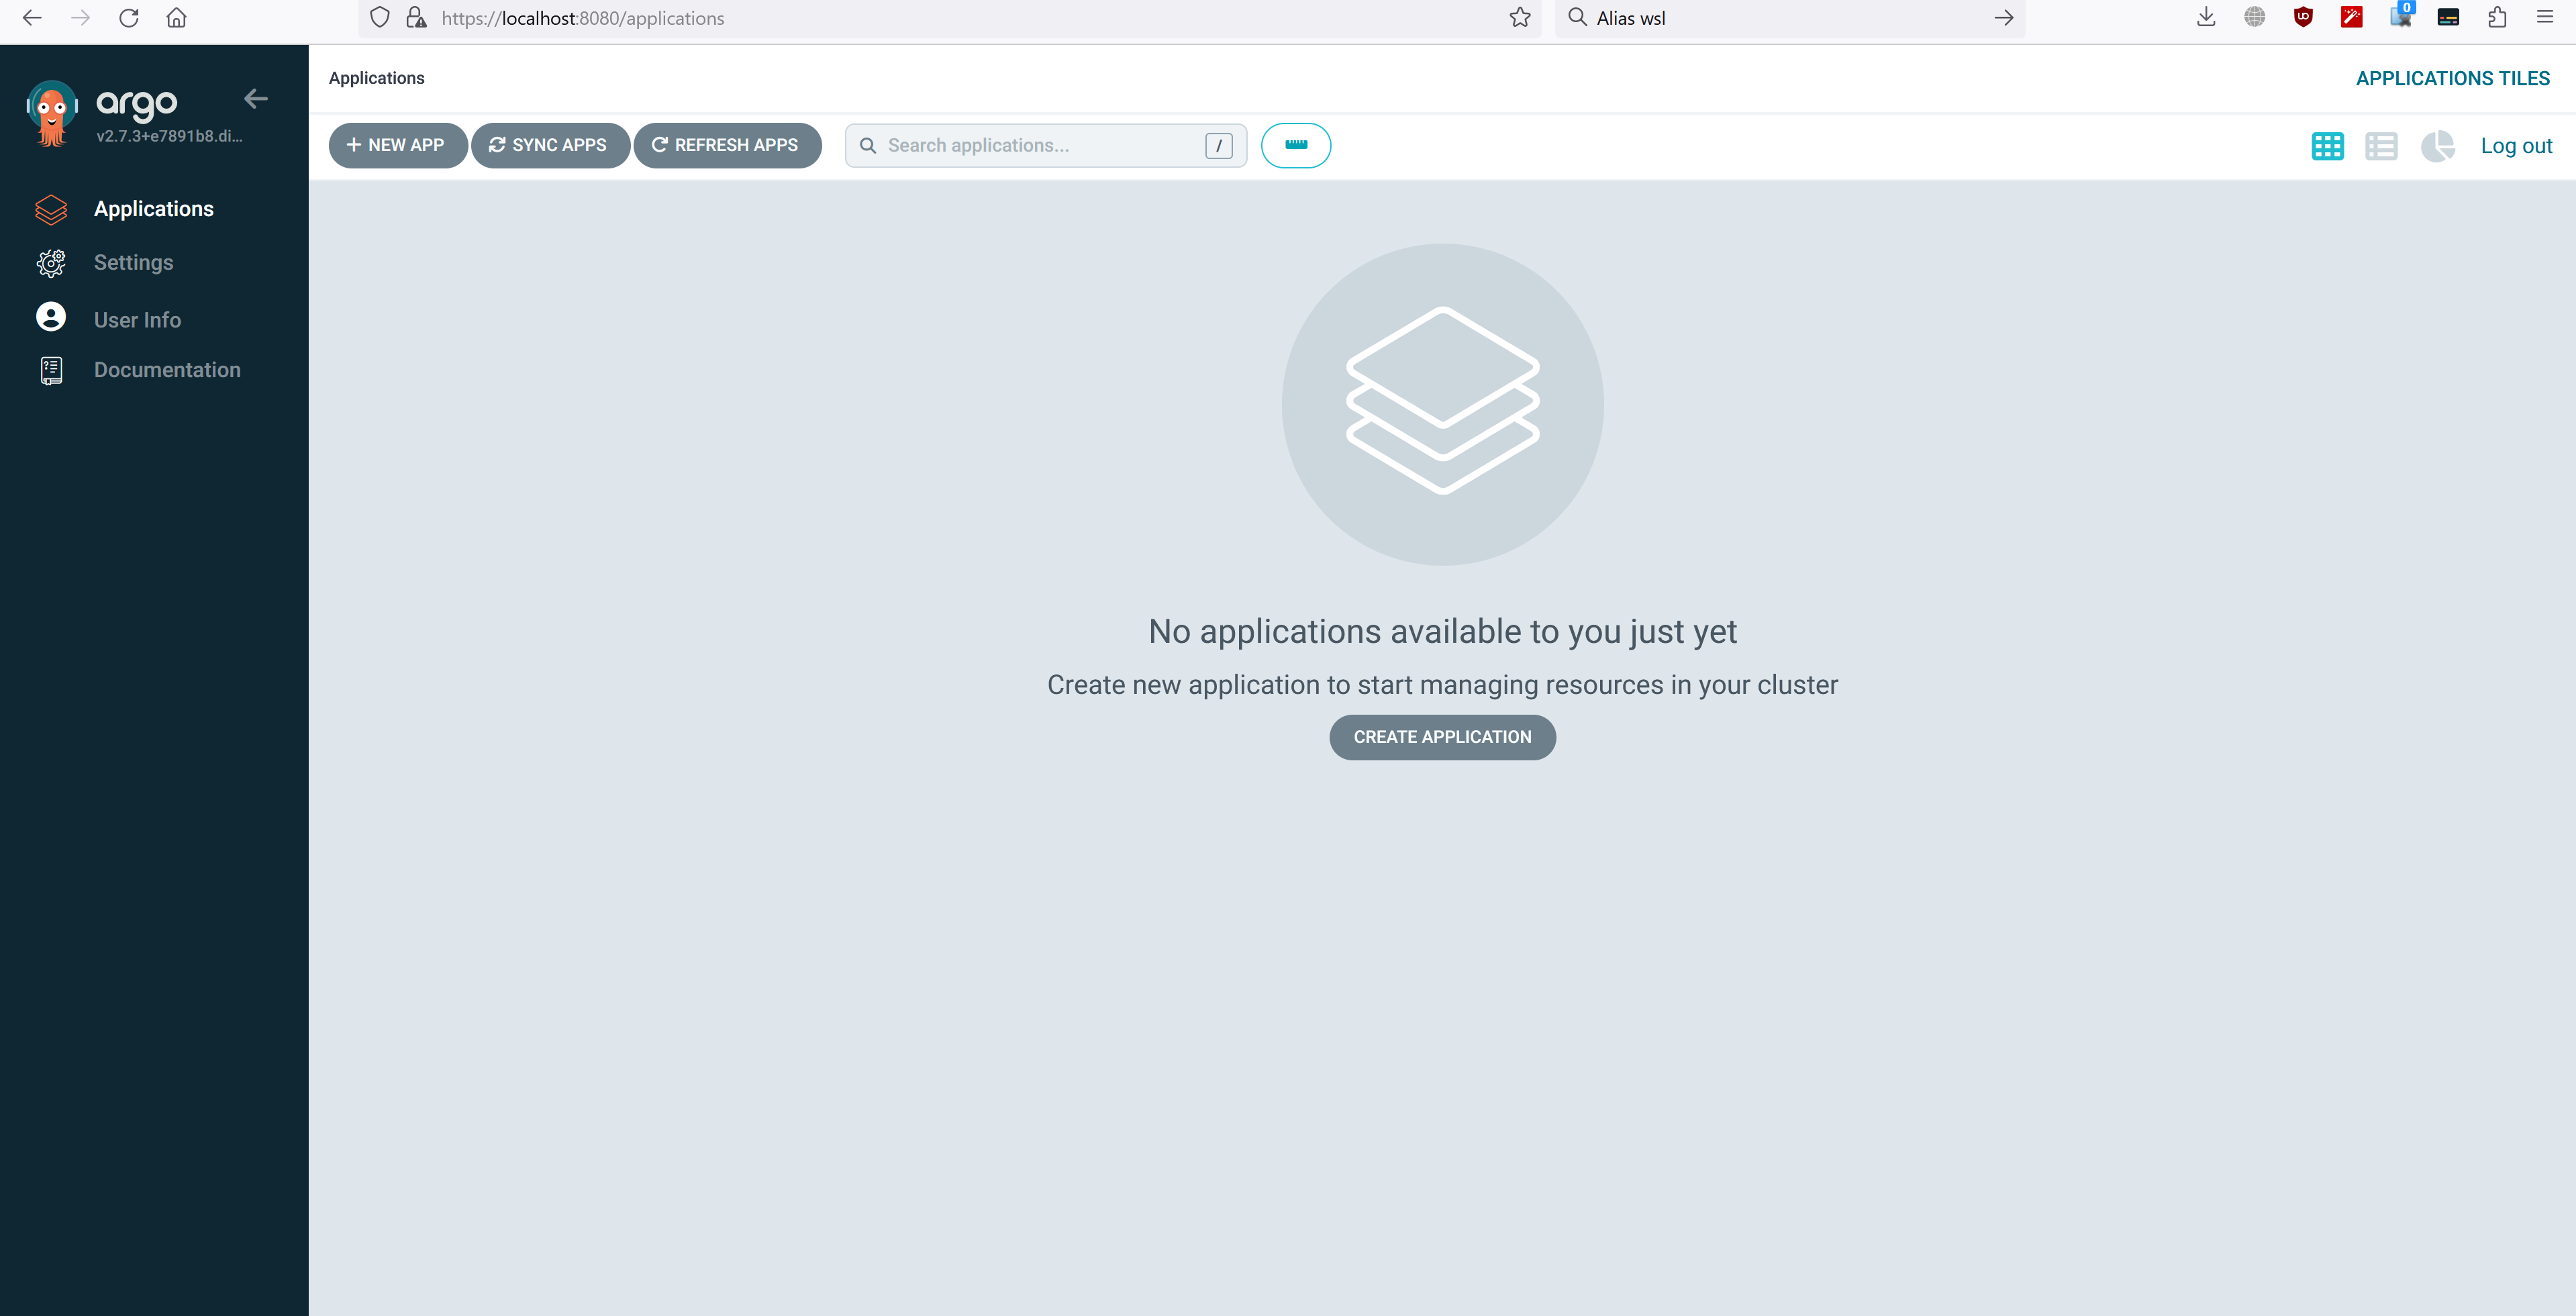 https://localhost:8080/applications
Alias wsl
0
argo
v2.7.3+e7891b8.di...
Applications
Settings
User Info
Documentation
Applications
APPLICATIONS TILES
NEW APP
SYNC APPS
REFRESH APPS
Search applications...
/
Log out
No applications available to you just yet
Create new application to start managing resources in your cluster
CREATE APPLICATION